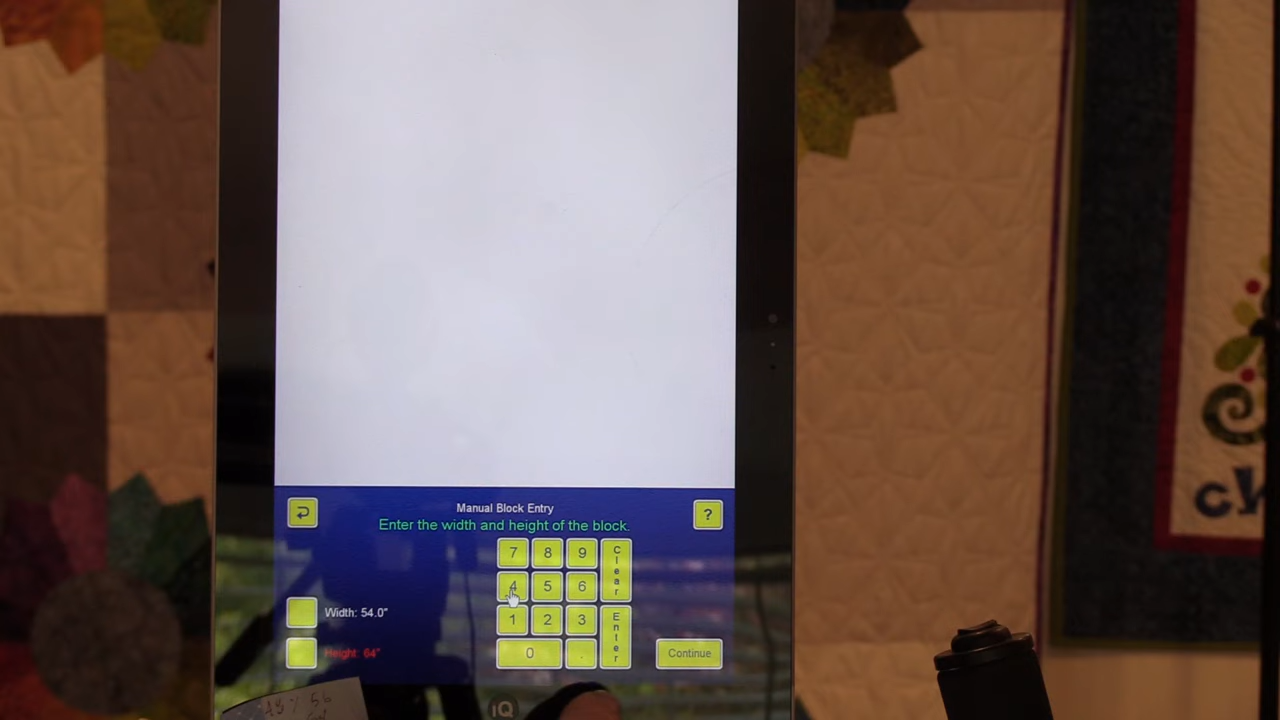 Manual Block Entry
Enter the width and height of the block.
?
7 8 9 Clear
4 5 6
Width: 54.0"
1 2 3 Enter
Height: 64"
0 . Continue
iQ